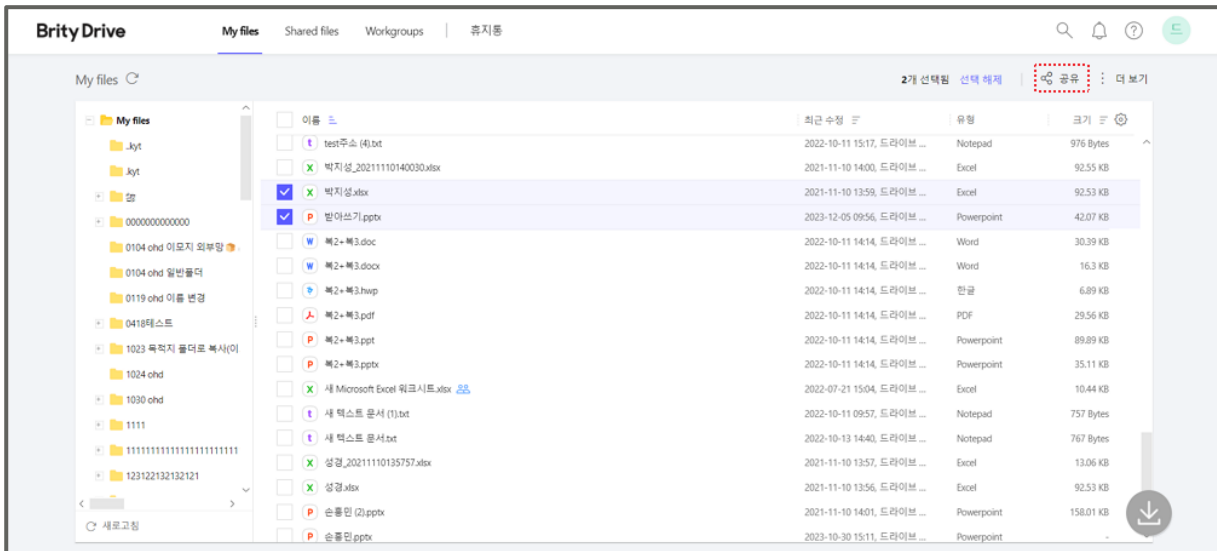 Brity Drive My files Shared files Workgroups 휴지통 드
My files 2개 선택됨 선택 해제 공유 더 보기
My files
..kyt
.kyt
0000000000000
0104 ohd 이모지 외부망
0104 ohd 일반폴더
0119 ohd 이름 변경
0418테스트
1023 목적지 폴더로 복사(이
1024 ohd
1030 ohd
1111
123122132132121
새로고침
이름 최근 수정 유형 크기
test주소 (4).txt 2022-10-11 15:17, 드라이브 ... Notepad 976 Bytes
박지성_20211110140030.xlsx 2021-11-10 14:00, 드라이브 ... Excel 92.55 KB
박지성.xlsx 2021-11-10 13:59, 드라이브 ... Excel 92.53 KB
받아쓰기.pptx 2023-12-05 09:56, 드라이브 ... Powerpoint 42.07 KB
복2+복3.doc 2022-10-11 14:14, 드라이브 ... Word 30.39 KB
복2+복3.docx 2022-10-11 14:14, 드라이브 ... Word 16.3 KB
복2+복3.hwp 2022-10-11 14:14, 드라이브 ... 한글 6.89 KB
복2+복3.pdf 2022-10-11 14:14, 드라이브 ... PDF 29.56 KB
복2+복3.ppt 2022-10-11 14:14, 드라이브 ... Powerpoint 89.89 KB
복2+복3.pptx 2022-10-11 14:14, 드라이브 ... Powerpoint 35.11 KB
새 Microsoft Excel 워크시트.xlsx 2022-07-21 15:04, 드라이브 ... Excel 10.44 KB
새 텍스트 문서 (1).txt 2022-10-11 09:57, 드라이브 ... Notepad 757 Bytes
새 텍스트 문서.txt 2022-10-13 14:40, 드라이브 ... Notepad 767 Bytes
성경_20211110135757.xlsx 2021-11-10 13:57, 드라이브 ... Excel 13.06 KB
성경.xlsx 2021-11-10 13:56, 드라이브 ... Excel 92.53 KB
손흥민 (2).pptx 2021-11-10 14:01, 드라이브 ... Powerpoint 158.01 KB
손흥민.pptx 2023-10-30 15:11, 드라이브 ... Powerpoint -